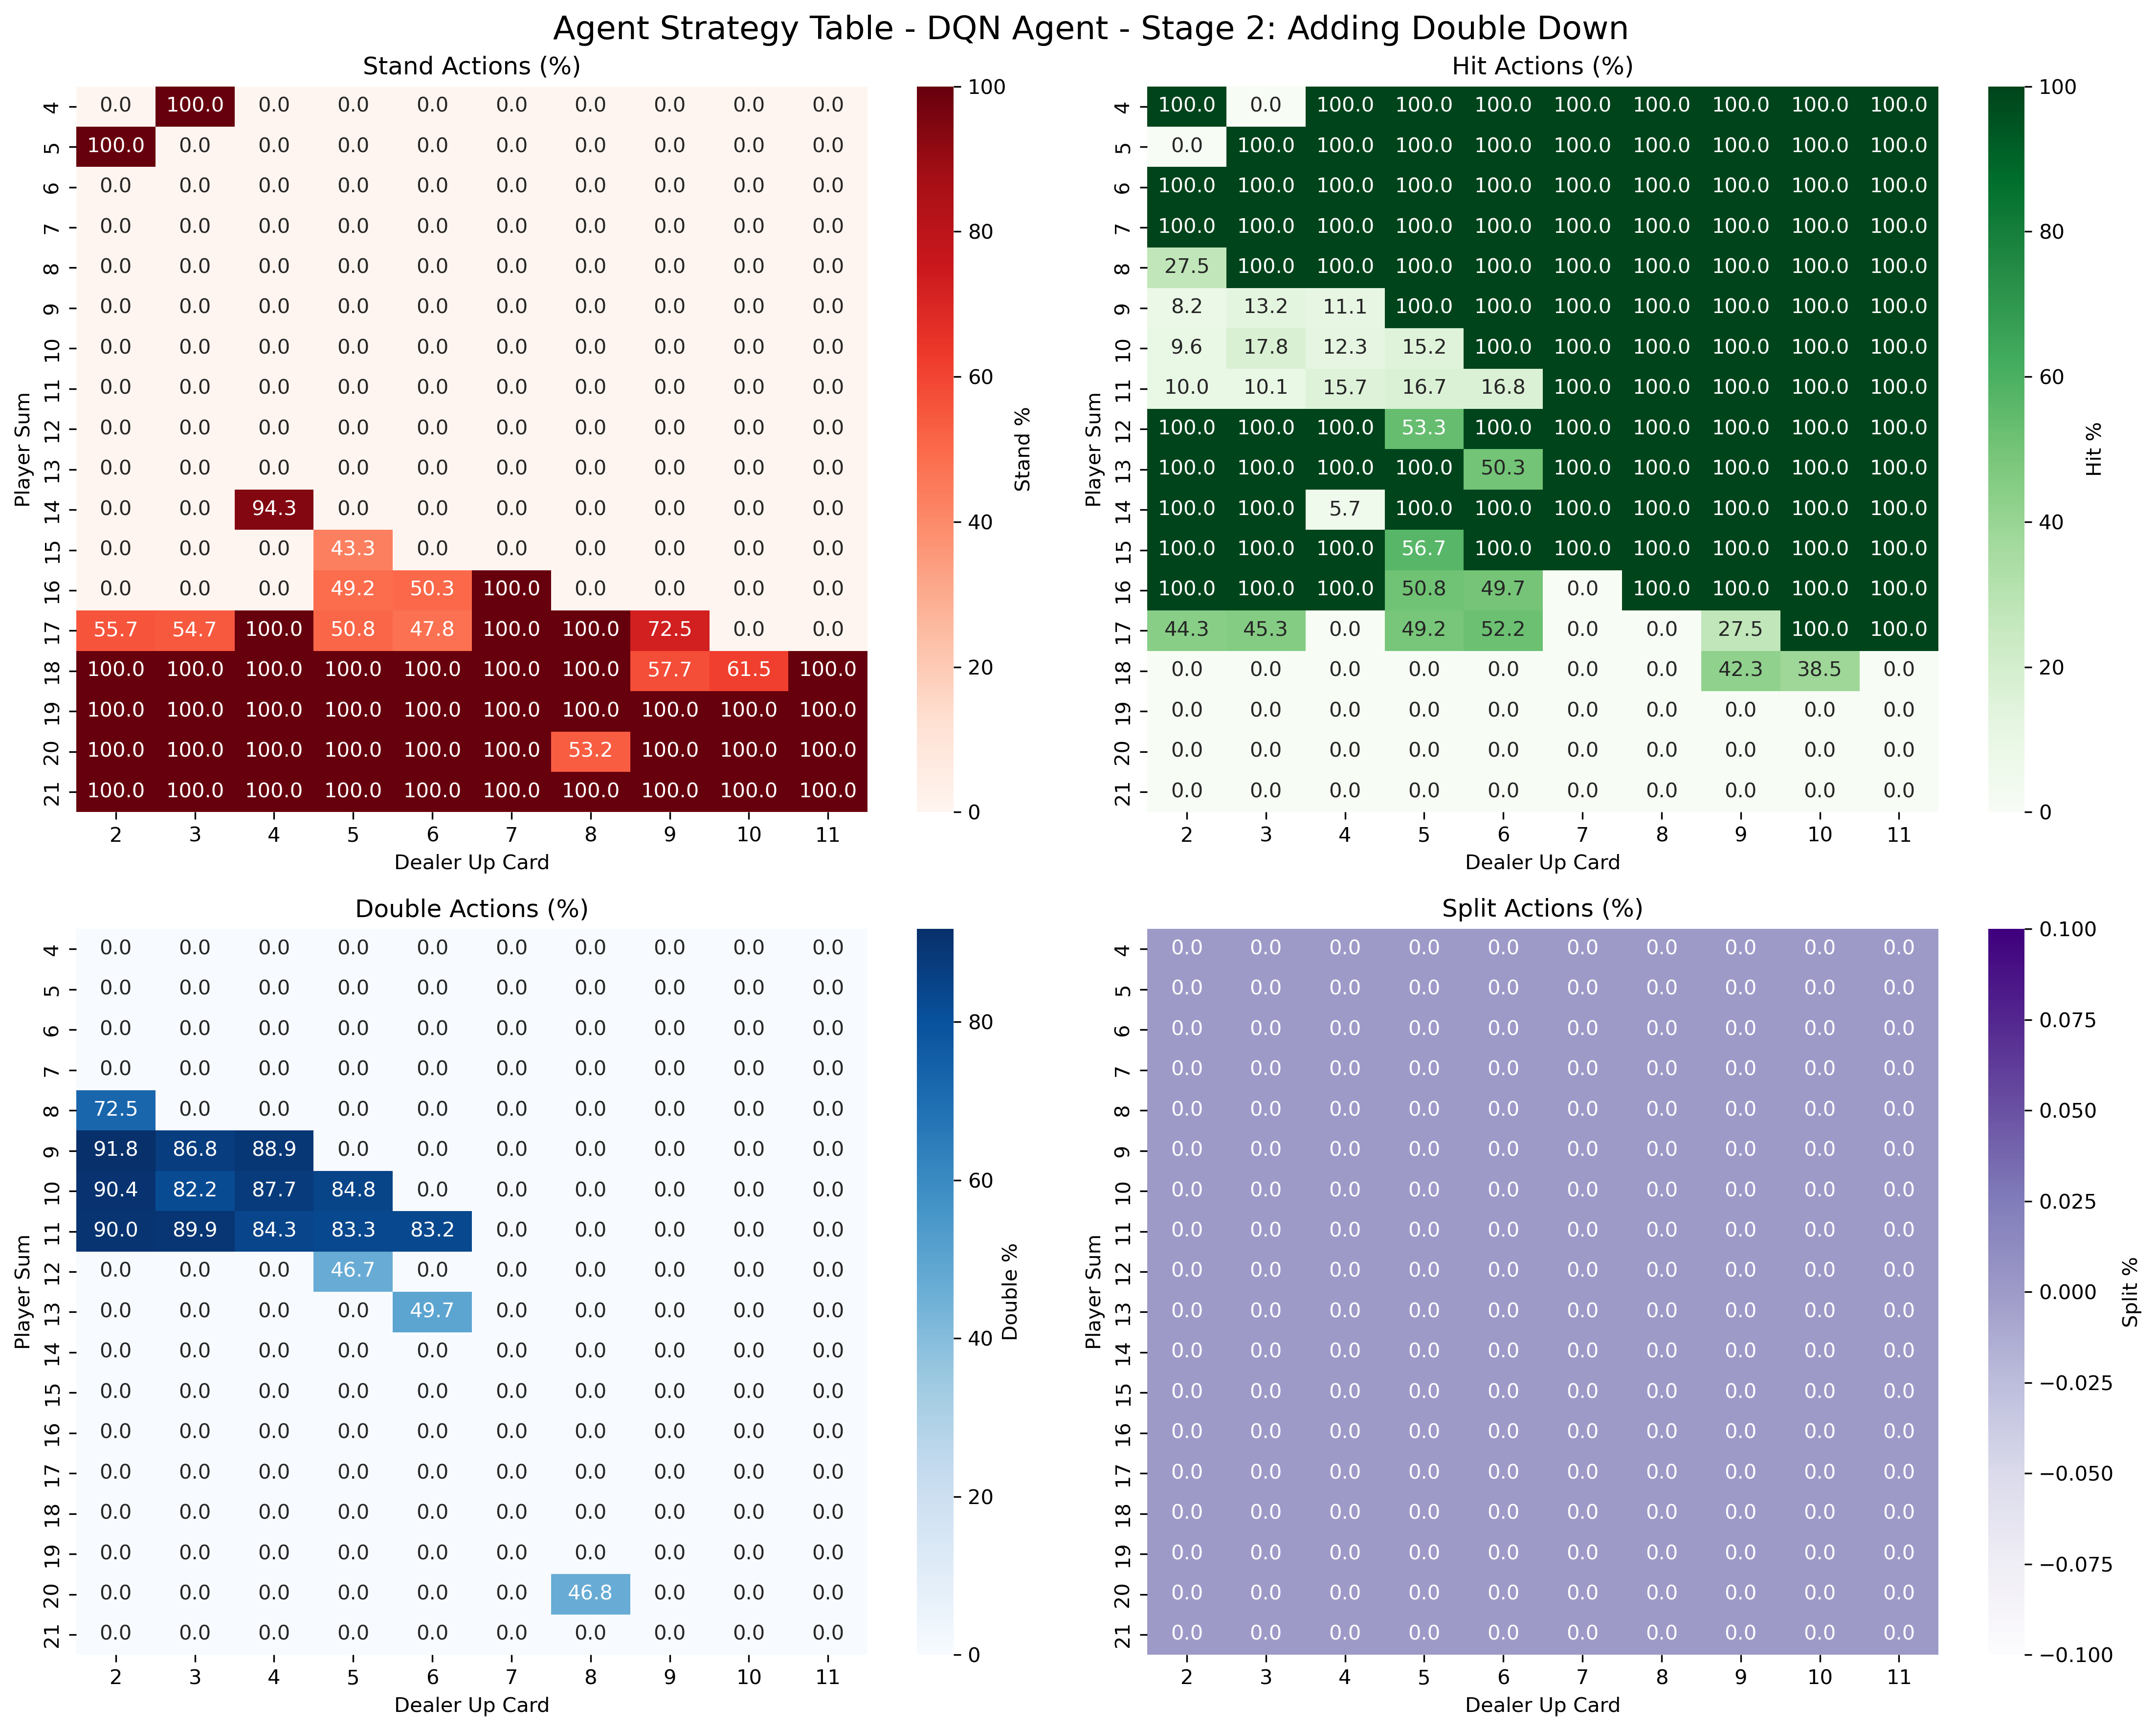 Agent Strategy Table - DQN Agent - Stage 2: Adding Double Down
Stand Actions (%)
4 0.0 100.0 0.0 0.0 0.0 0.0 0.0 0.0 0.0 0.0
5 100.0 0.0 0.0 0.0 0.0 0.0 0.0 0.0 0.0 0.0
6 0.0 0.0 0.0 0.0 0.0 0.0 0.0 0.0 0.0 0.0
7 0.0 0.0 0.0 0.0 0.0 0.0 0.0 0.0 0.0 0.0
8 0.0 0.0 0.0 0.0 0.0 0.0 0.0 0.0 0.0 0.0
9 0.0 0.0 0.0 0.0 0.0 0.0 0.0 0.0 0.0 0.0
10 0.0 0.0 0.0 0.0 0.0 0.0 0.0 0.0 0.0 0.0
11 0.0 0.0 0.0 0.0 0.0 0.0 0.0 0.0 0.0 0.0
12 0.0 0.0 0.0 0.0 0.0 0.0 0.0 0.0 0.0 0.0
13 0.0 0.0 0.0 0.0 0.0 0.0 0.0 0.0 0.0 0.0
14 0.0 0.0 94.3 0.0 0.0 0.0 0.0 0.0 0.0 0.0
15 0.0 0.0 0.0 43.3 0.0 0.0 0.0 0.0 0.0 0.0
16 0.0 0.0 0.0 49.2 50.3 100.0 0.0 0.0 0.0 0.0
17 55.7 54.7 100.0 50.8 47.8 100.0 100.0 72.5 0.0 0.0
18 100.0 100.0 100.0 100.0 100.0 100.0 100.0 57.7 61.5 100.0
19 100.0 100.0 100.0 100.0 100.0 100.0 100.0 100.0 100.0 100.0
20 100.0 100.0 100.0 100.0 100.0 100.0 53.2 100.0 100.0 100.0
21 100.0 100.0 100.0 100.0 100.0 100.0 100.0 100.0 100.0 100.0
2 3 4 5 6 7 8 9 10 11
Dealer Up Card
Player Sum
100
80
60
40
20
0
Stand %
Hit Actions (%)
4 100.0 0.0 100.0 100.0 100.0 100.0 100.0 100.0 100.0 100.0
5 0.0 100.0 100.0 100.0 100.0 100.0 100.0 100.0 100.0 100.0
6 100.0 100.0 100.0 100.0 100.0 100.0 100.0 100.0 100.0 100.0
7 100.0 100.0 100.0 100.0 100.0 100.0 100.0 100.0 100.0 100.0
8 27.5 100.0 100.0 100.0 100.0 100.0 100.0 100.0 100.0 100.0
9 8.2 13.2 11.1 100.0 100.0 100.0 100.0 100.0 100.0 100.0
10 9.6 17.8 12.3 15.2 100.0 100.0 100.0 100.0 100.0 100.0
11 10.0 10.1 15.7 16.7 16.8 100.0 100.0 100.0 100.0 100.0
12 100.0 100.0 100.0 53.3 100.0 100.0 100.0 100.0 100.0 100.0
13 100.0 100.0 100.0 100.0 50.3 100.0 100.0 100.0 100.0 100.0
14 100.0 100.0 5.7 100.0 100.0 100.0 100.0 100.0 100.0 100.0
15 100.0 100.0 100.0 56.7 100.0 100.0 100.0 100.0 100.0 100.0
16 100.0 100.0 100.0 50.8 49.7 0.0 100.0 100.0 100.0 100.0
17 44.3 45.3 0.0 49.2 52.2 0.0 0.0 27.5 100.0 100.0
18 0.0 0.0 0.0 0.0 0.0 0.0 0.0 42.3 38.5 0.0
19 0.0 0.0 0.0 0.0 0.0 0.0 0.0 0.0 0.0 0.0
20 0.0 0.0 0.0 0.0 0.0 0.0 0.0 0.0 0.0 0.0
21 0.0 0.0 0.0 0.0 0.0 0.0 0.0 0.0 0.0 0.0
2 3 4 5 6 7 8 9 10 11
Dealer Up Card
Player Sum
100
80
60
40
20
0
Hit %
Double Actions (%)
4 0.0 0.0 0.0 0.0 0.0 0.0 0.0 0.0 0.0 0.0
5 0.0 0.0 0.0 0.0 0.0 0.0 0.0 0.0 0.0 0.0
6 0.0 0.0 0.0 0.0 0.0 0.0 0.0 0.0 0.0 0.0
7 0.0 0.0 0.0 0.0 0.0 0.0 0.0 0.0 0.0 0.0
8 72.5 0.0 0.0 0.0 0.0 0.0 0.0 0.0 0.0 0.0
9 91.8 86.8 88.9 0.0 0.0 0.0 0.0 0.0 0.0 0.0
10 90.4 82.2 87.7 84.8 0.0 0.0 0.0 0.0 0.0 0.0
11 90.0 89.9 84.3 83.3 83.2 0.0 0.0 0.0 0.0 0.0
12 0.0 0.0 0.0 46.7 0.0 0.0 0.0 0.0 0.0 0.0
13 0.0 0.0 0.0 0.0 49.7 0.0 0.0 0.0 0.0 0.0
14 0.0 0.0 0.0 0.0 0.0 0.0 0.0 0.0 0.0 0.0
15 0.0 0.0 0.0 0.0 0.0 0.0 0.0 0.0 0.0 0.0
16 0.0 0.0 0.0 0.0 0.0 0.0 0.0 0.0 0.0 0.0
17 0.0 0.0 0.0 0.0 0.0 0.0 0.0 0.0 0.0 0.0
18 0.0 0.0 0.0 0.0 0.0 0.0 0.0 0.0 0.0 0.0
19 0.0 0.0 0.0 0.0 0.0 0.0 0.0 0.0 0.0 0.0
20 0.0 0.0 0.0 0.0 0.0 0.0 46.8 0.0 0.0 0.0
21 0.0 0.0 0.0 0.0 0.0 0.0 0.0 0.0 0.0 0.0
2 3 4 5 6 7 8 9 10 11
Dealer Up Card
Player Sum
80
60
40
20
0
Double %
Split Actions (%)
4 0.0 0.0 0.0 0.0 0.0 0.0 0.0 0.0 0.0 0.0
5 0.0 0.0 0.0 0.0 0.0 0.0 0.0 0.0 0.0 0.0
6 0.0 0.0 0.0 0.0 0.0 0.0 0.0 0.0 0.0 0.0
7 0.0 0.0 0.0 0.0 0.0 0.0 0.0 0.0 0.0 0.0
8 0.0 0.0 0.0 0.0 0.0 0.0 0.0 0.0 0.0 0.0
9 0.0 0.0 0.0 0.0 0.0 0.0 0.0 0.0 0.0 0.0
10 0.0 0.0 0.0 0.0 0.0 0.0 0.0 0.0 0.0 0.0
11 0.0 0.0 0.0 0.0 0.0 0.0 0.0 0.0 0.0 0.0
12 0.0 0.0 0.0 0.0 0.0 0.0 0.0 0.0 0.0 0.0
13 0.0 0.0 0.0 0.0 0.0 0.0 0.0 0.0 0.0 0.0
14 0.0 0.0 0.0 0.0 0.0 0.0 0.0 0.0 0.0 0.0
15 0.0 0.0 0.0 0.0 0.0 0.0 0.0 0.0 0.0 0.0
16 0.0 0.0 0.0 0.0 0.0 0.0 0.0 0.0 0.0 0.0
17 0.0 0.0 0.0 0.0 0.0 0.0 0.0 0.0 0.0 0.0
18 0.0 0.0 0.0 0.0 0.0 0.0 0.0 0.0 0.0 0.0
19 0.0 0.0 0.0 0.0 0.0 0.0 0.0 0.0 0.0 0.0
20 0.0 0.0 0.0 0.0 0.0 0.0 0.0 0.0 0.0 0.0
21 0.0 0.0 0.0 0.0 0.0 0.0 0.0 0.0 0.0 0.0
2 3 4 5 6 7 8 9 10 11
Dealer Up Card
Player Sum
0.100
0.075
0.050
0.025
0.000
−0.025
−0.050
−0.075
−0.100
Split %